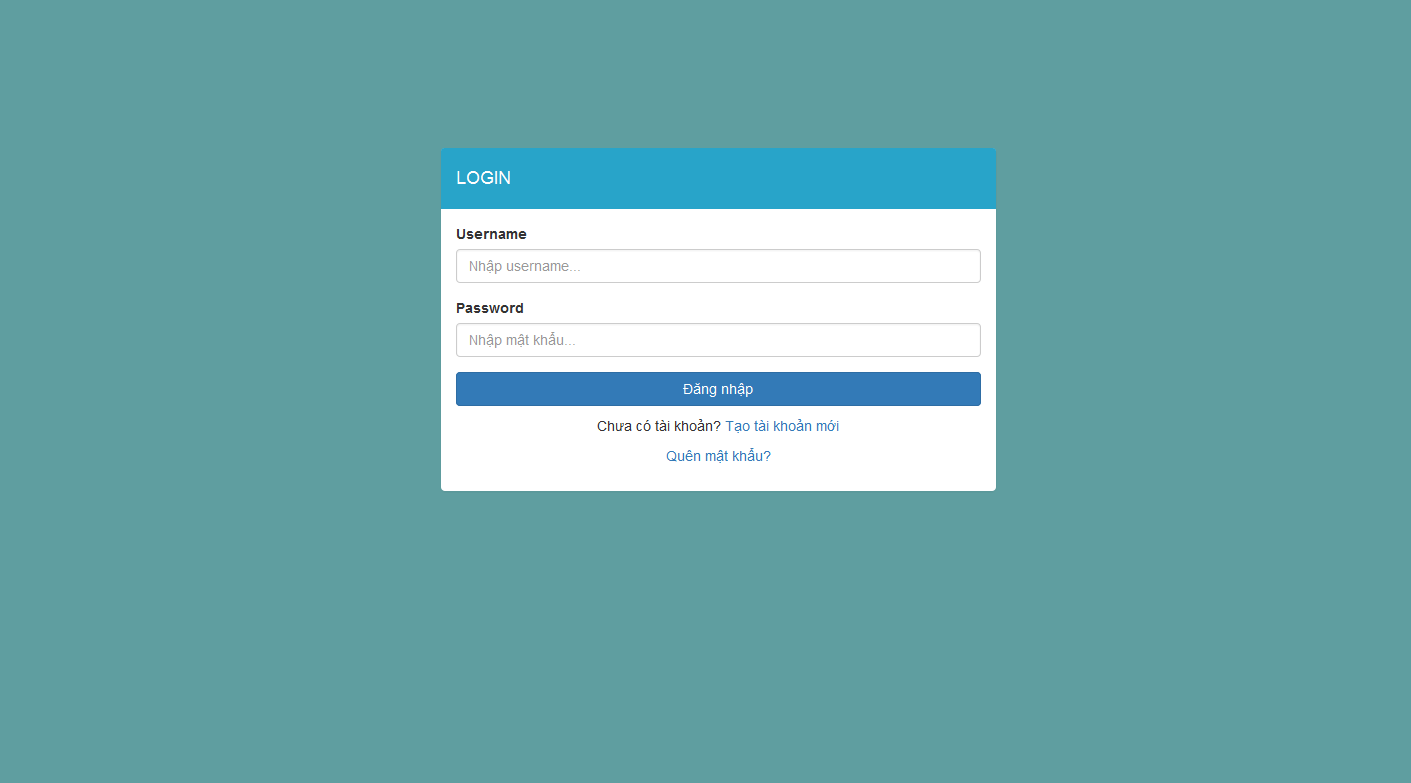 LOGIN
Username
Nhập username...
Password
Nhập mật khẩu...
Đăng nhập
Chưa có tài khoản? Tạo tài khoản mới
Quên mật khẩu?